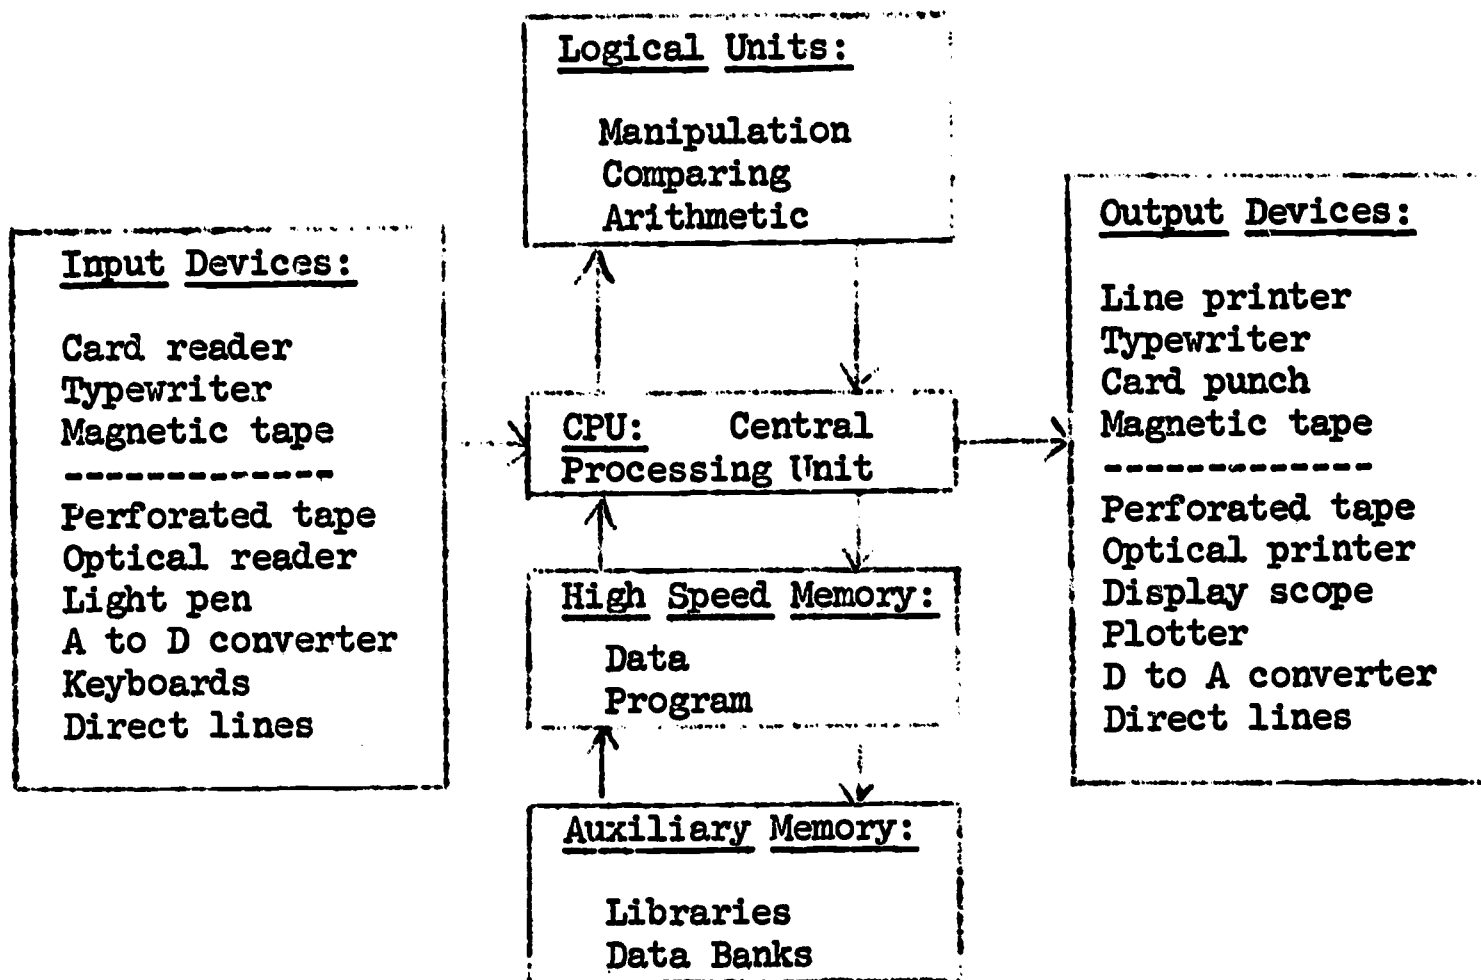 Logical Units:
Manipulation
Comparing
Arithmetic
Input Devices:
Card reader
Typewriter
Magnetic tape
-------------
Perforated tape
Optical reader
Light pen
A to D converter
Keyboards
Direct lines
CPU: Central
Processing Unit
High Speed Memory:
Data
Program
Auxiliary Memory:
Libraries
Data Banks
Output Devices:
Line printer
Typewriter
Card punch
Magnetic tape
-------------
Perforated tape
Optical printer
Display scope
Plotter
D to A converter
Direct lines